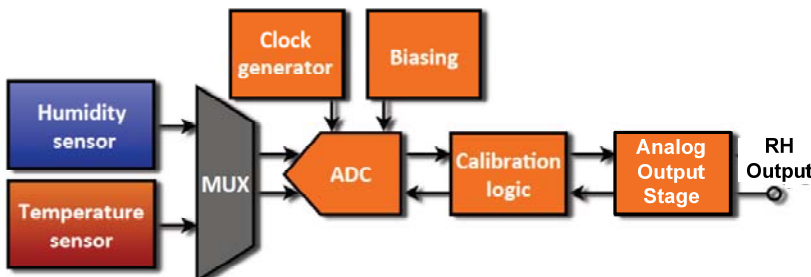 Clock
generator
Biasing
Humidity
sensor
Temperature
sensor
MUX
ADC
Calibration
logic
Analog
Output
Stage
RH
Output